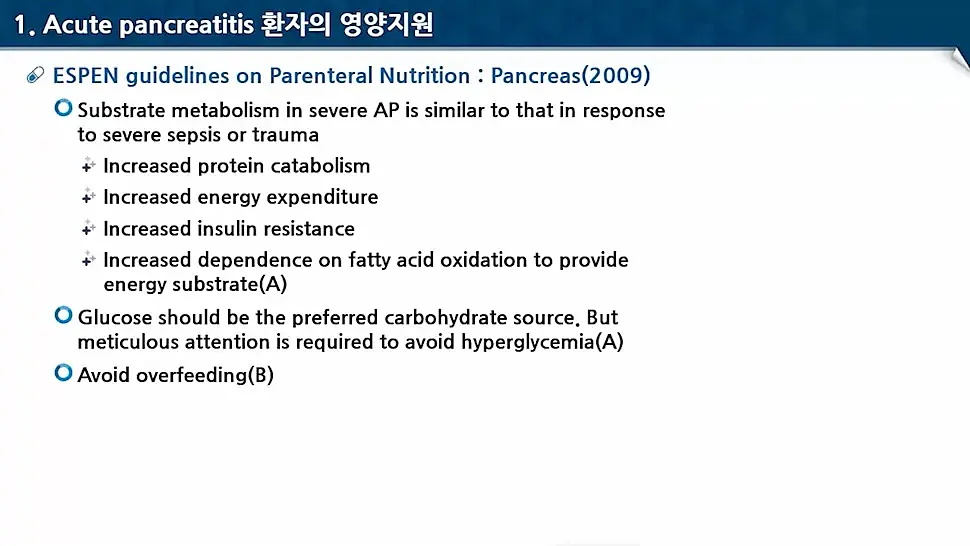 1. Acute pancreatitis 환자의 영양지원
ESPEN guidelines on Parenteral Nutrition : Pancreas(2009)
Substrate metabolism in severe AP is similar to that in response
to severe sepsis or trauma
Increased protein catabolism
Increased energy expenditure
Increased insulin resistance
Increased dependence on fatty acid oxidation to provide
energy substrate(A)
Glucose should be the preferred carbohydrate source. But
meticulous attention is required to avoid hyperglycemia(A)
Avoid overfeeding(B)